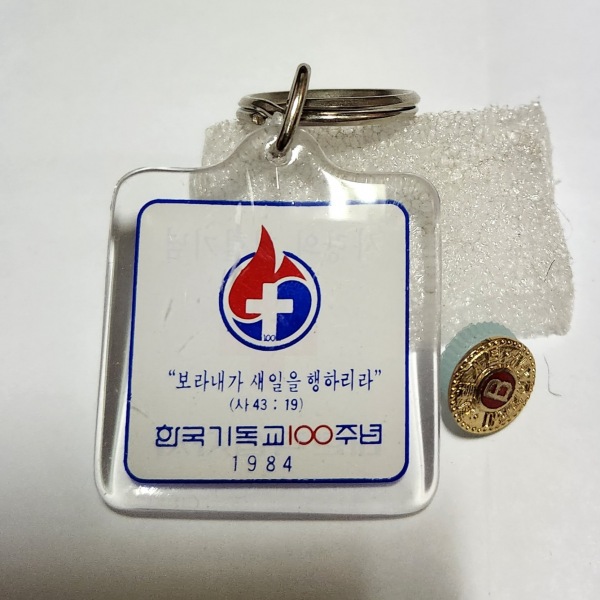 100
“보라내가 새일을 행하리라”
(사 43 : 19)
한국기독교100주년
1984
B